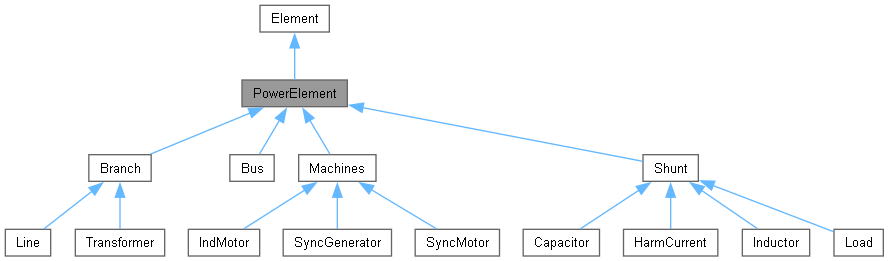 Element
PowerElement
Branch
Bus
Machines
Shunt
Line
Transformer
IndMotor
SyncGenerator
SyncMotor
Capacitor
HarmCurrent
Inductor
Load